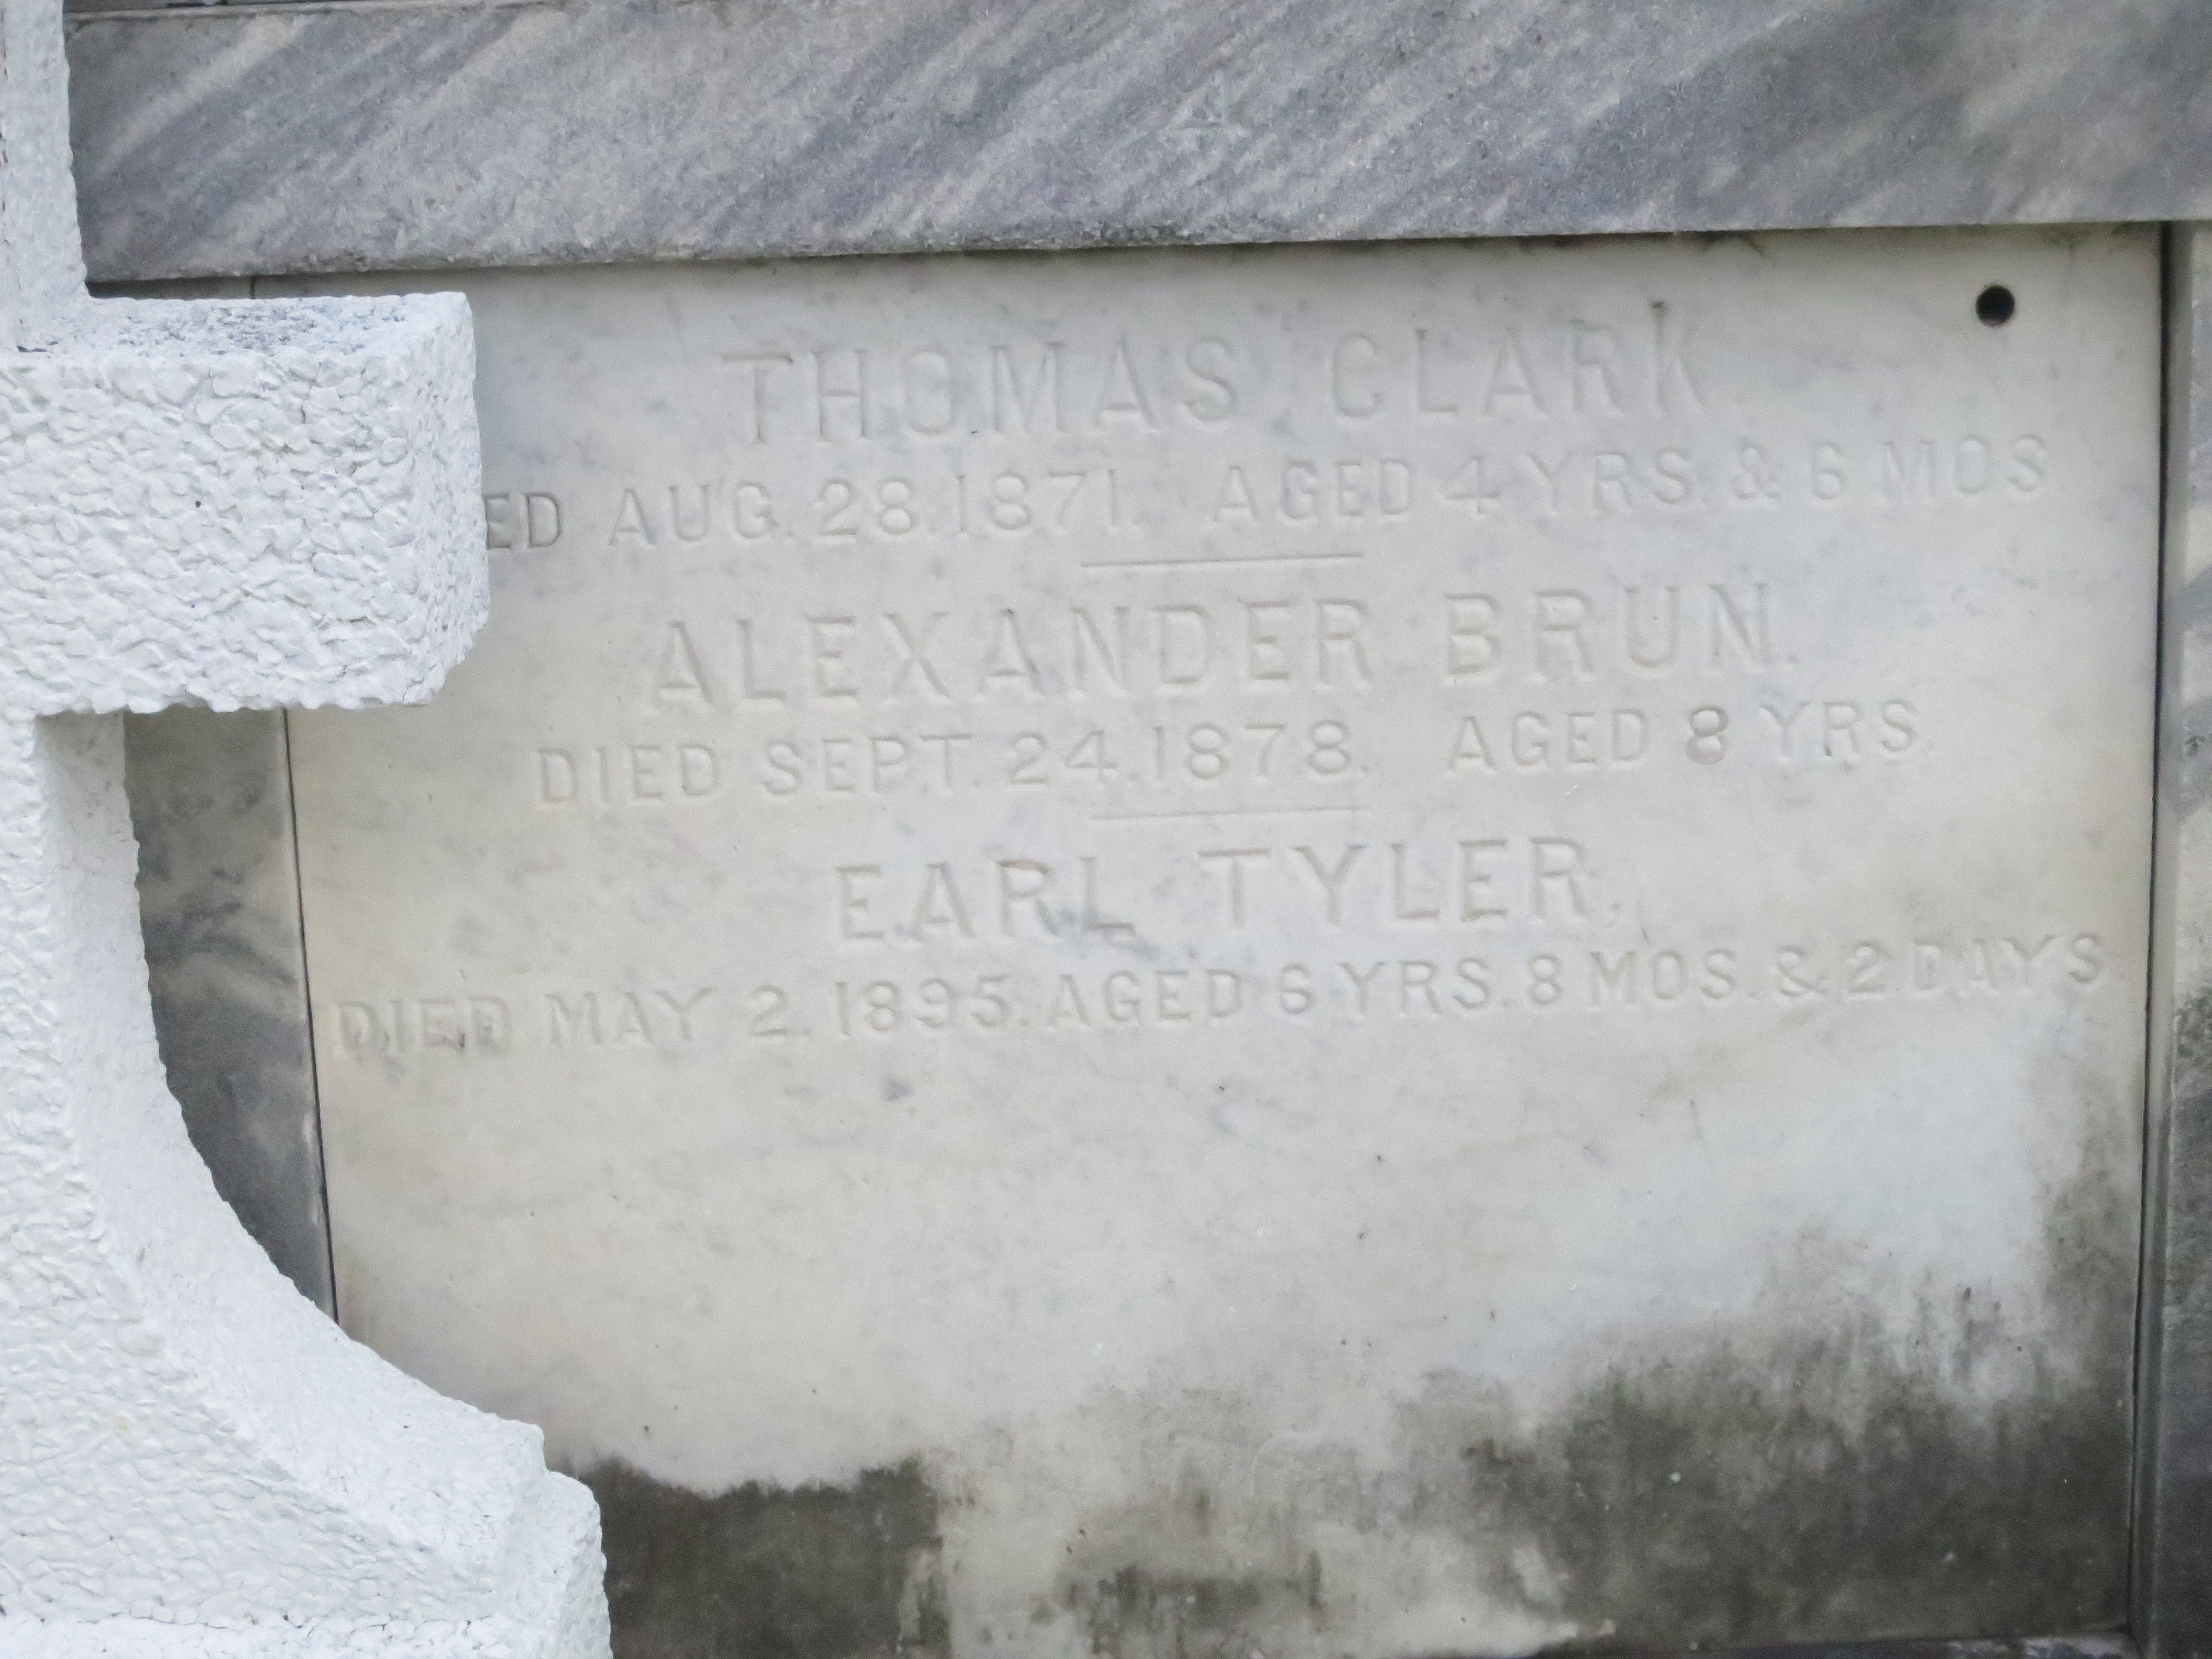 THOMAS CLARK
ED AUG. 28. 1871. AGED 4 YRS. & 6 MOS
ALEXANDER BRUN.
DIED SEPT. 24. 1878. AGED 8 YRS.
EARL TYLER,
DIED MAY 2, 1895. AGED 6 YRS. 8 MOS. & 2 DAYS